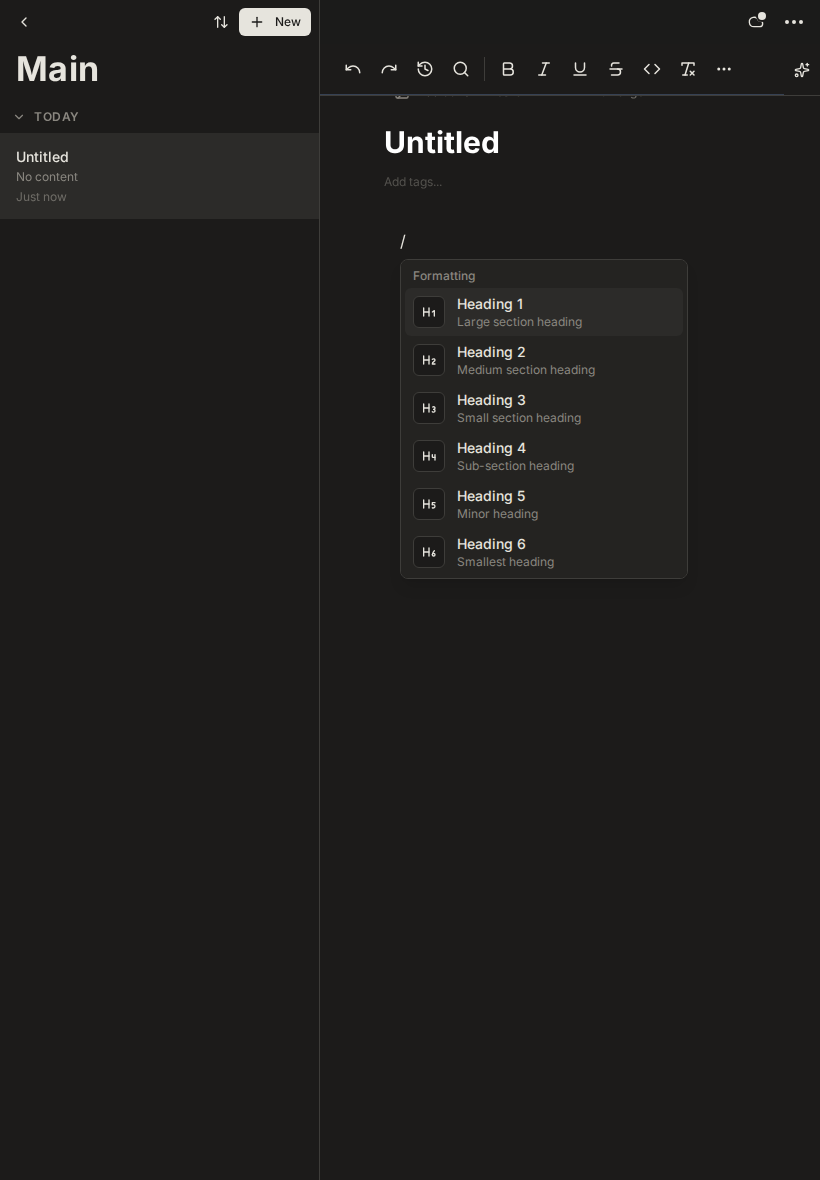 New
Main
TODAY
Untitled
No content
Just now
Untitled
Add tags...
/
Formatting
H1 Heading 1
Large section heading
H2 Heading 2
Medium section heading
H3 Heading 3
Small section heading
H4 Heading 4
Sub-section heading
H5 Heading 5
Minor heading
H6 Heading 6
Smallest heading